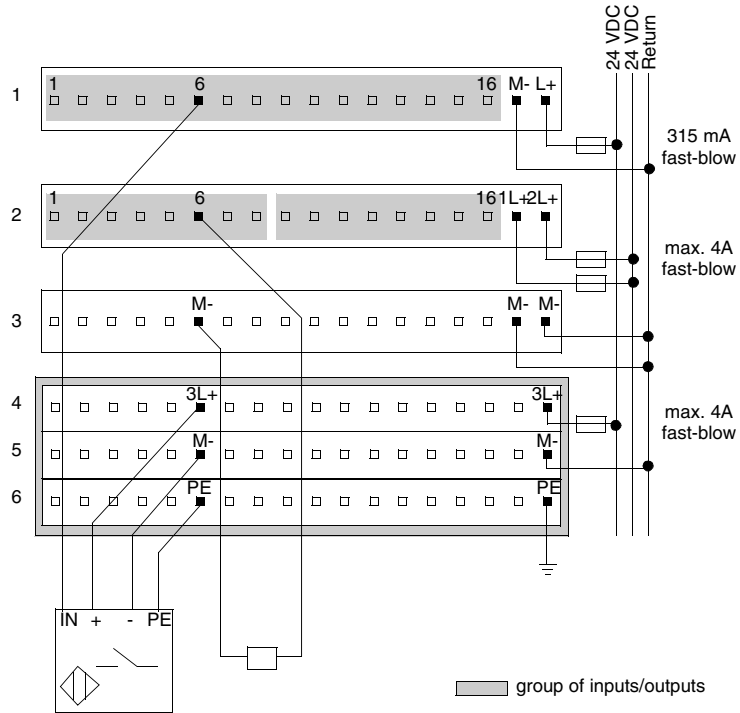 24 VDC
24 VDC
Return
1
1 6 16 M- L+
315 mA
fast-blow
2
1 6 16 1L+ 2L+
max. 4A
fast-blow
3
M- M- M-
4
3L+ 3L+
max. 4A
fast-blow
5
M- M-
6
PE PE
IN + - PE
group of inputs/outputs